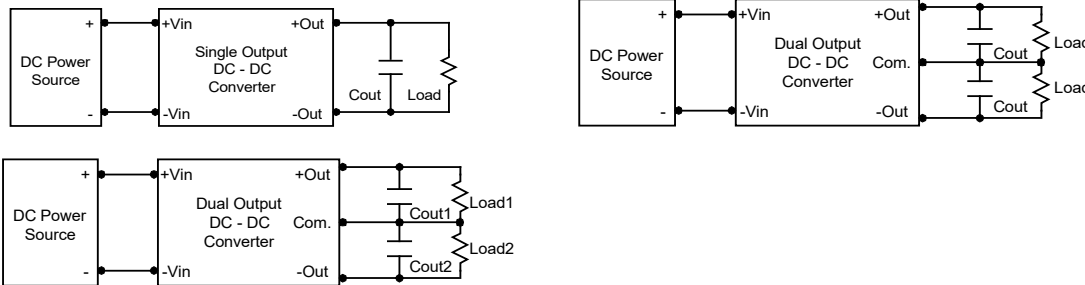 +
+Vin
+Out
Single Output
DC - DC
Converter
DC Power
Source
Cout
Load
-
-Vin
-Out
+
+Vin
+Out
Dual Output
DC - DC
Converter
DC Power
Source
Com.
Cout
Load
Cout
Load
-
-Vin
-Out
+
+Vin
+Out
Dual Output
DC - DC
Converter
DC Power
Source
Com.
Cout1
Load1
Cout2
Load2
-
-Vin
-Out